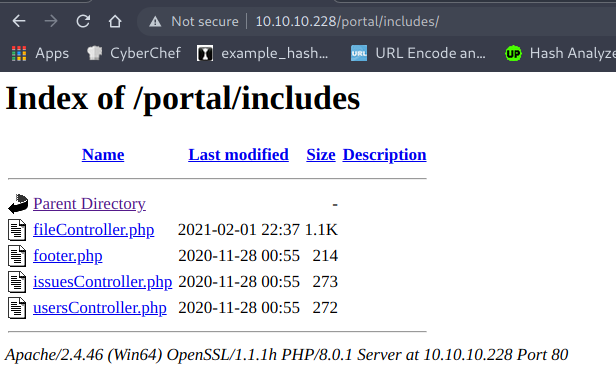 Not secure | 10.10.10.228/portal/includes/
Apps CyberChef example_hash... URL URL Encode an... UP Hash Analyze
Index of /portal/includes
Name Last modified Size Description
Parent Directory -
fileController.php 2021-02-01 22:37 1.1K
footer.php 2020-11-28 00:55 214
issuesController.php 2020-11-28 00:55 273
usersController.php 2020-11-28 00:55 272
Apache/2.4.46 (Win64) OpenSSL/1.1.1h PHP/8.0.1 Server at 10.10.10.228 Port 80